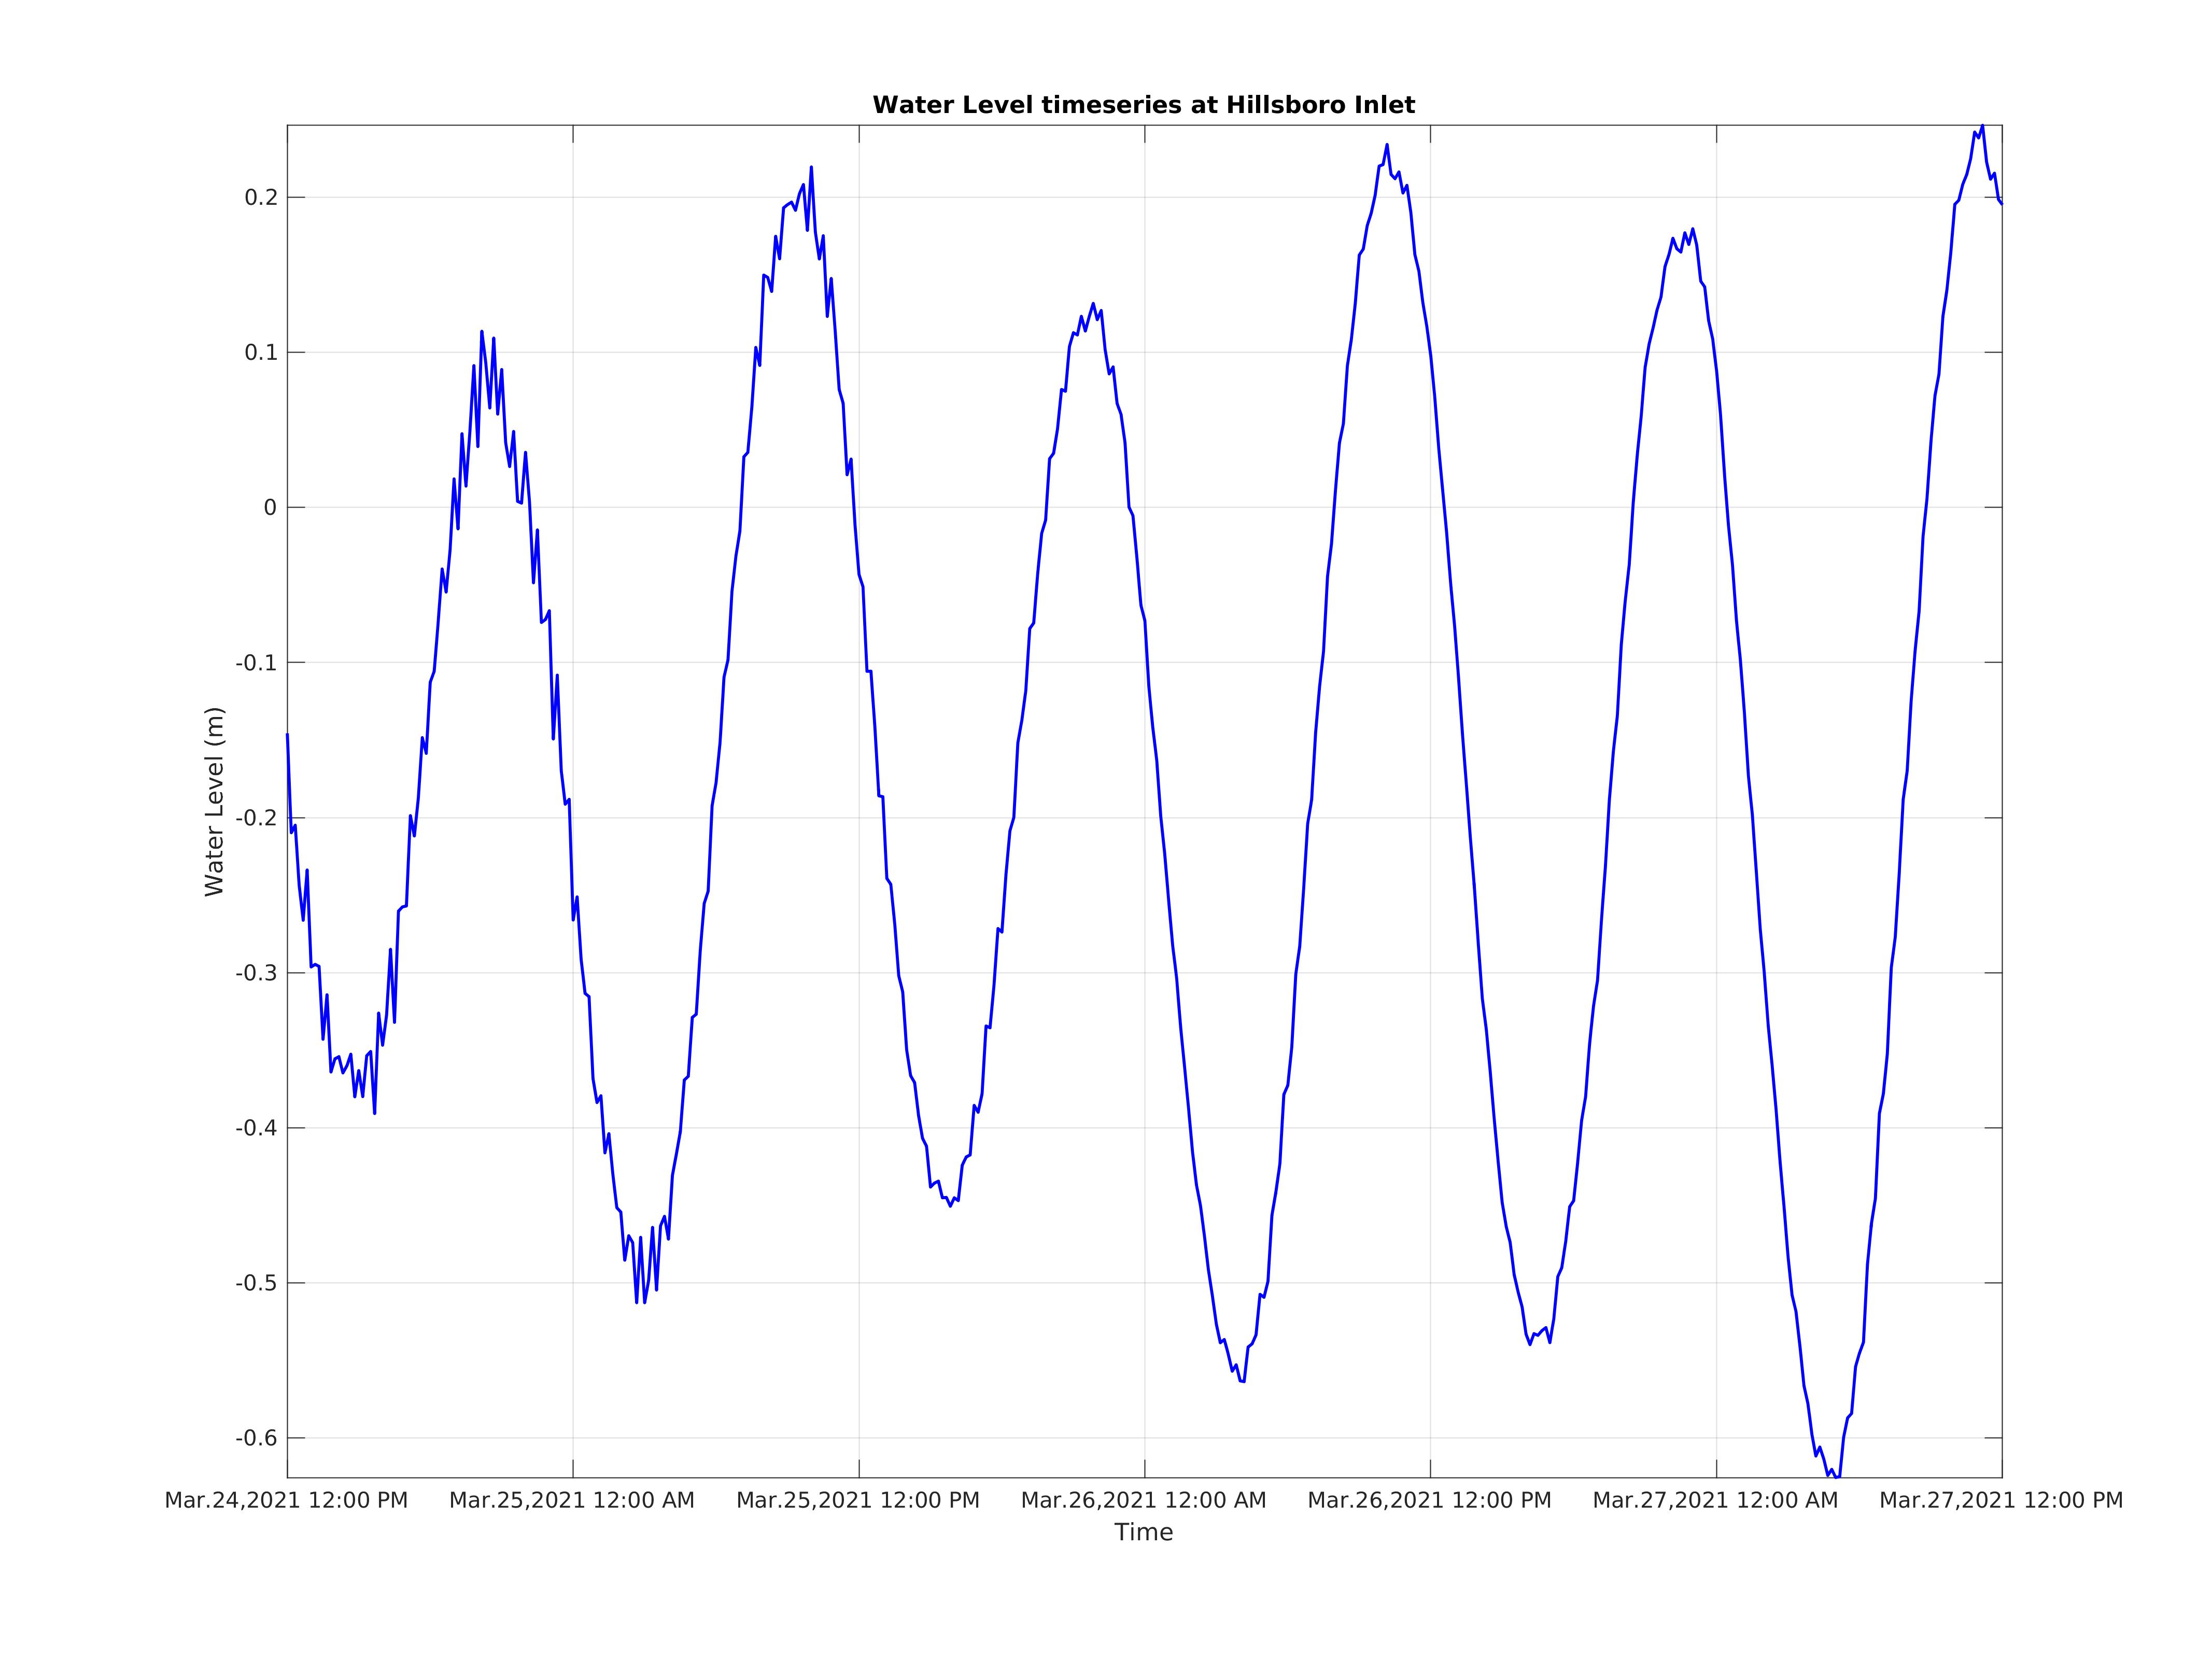 Water Level timeseries at Hillsboro Inlet
0.2
0.1
0
-0.1
-0.2
-0.3
-0.4
-0.5
-0.6
Water Level (m)
Mar.24,2021 12:00 PM Mar.25,2021 12:00 AM Mar.25,2021 12:00 PM Mar.26,2021 12:00 AM Mar.26,2021 12:00 PM Mar.27,2021 12:00 AM Mar.27,2021 12:00 PM
Time